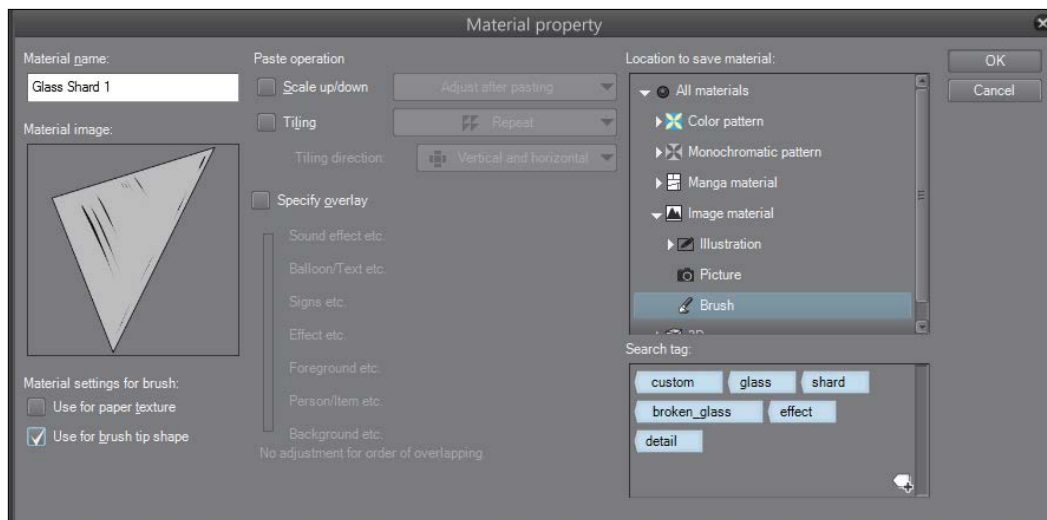 Material property
Material name:
Glass Shard 1
Material image:
Material settings for brush:
Use for paper texture
Use for brush tip shape
Paste operation
Scale up/down
Adjust after pasting
Tiling
Repeat
Tiling direction:
Vertical and horizontal
Specify overlay
Sound effect etc.
Balloon/Text etc.
Signs etc.
Effect etc.
Foreground etc.
Person/Item etc.
Background etc.
No adjustment for order of overlapping.
Location to save material:
All materials
Color pattern
Monochromatic pattern
Manga material
Image material
Illustration
Picture
Brush
3D
Search tag:
custom glass shard
broken_glass effect
detail
OK
Cancel